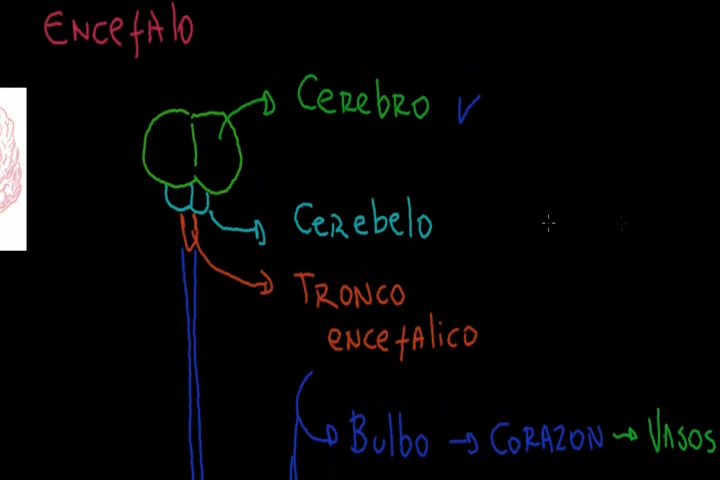 Encefalo
Cerebro
Cerebelo
Tronco
encefalico
Bulbo → Corazon → Vasos